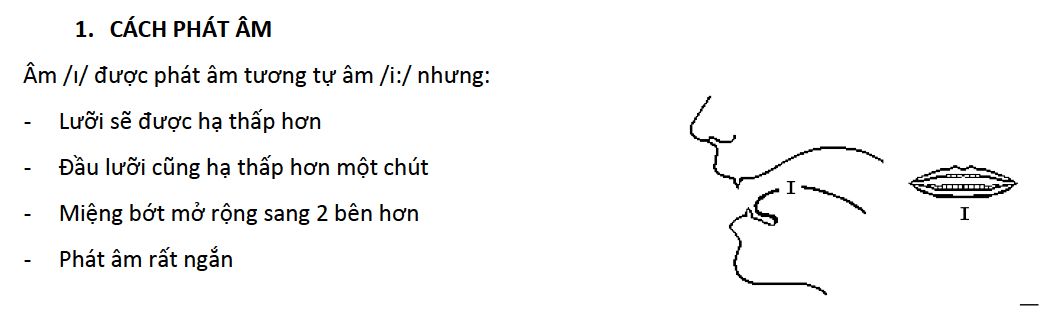 1. CÁCH PHÁT ÂM
Âm /ɪ/ được phát âm tương tự âm /i:/ nhưng:
- Lưỡi sẽ được hạ thấp hơn
- Đầu lưỡi cũng hạ thấp hơn một chút
- Miệng bớt mở rộng sang 2 bên hơn
- Phát âm rất ngắn
I
I